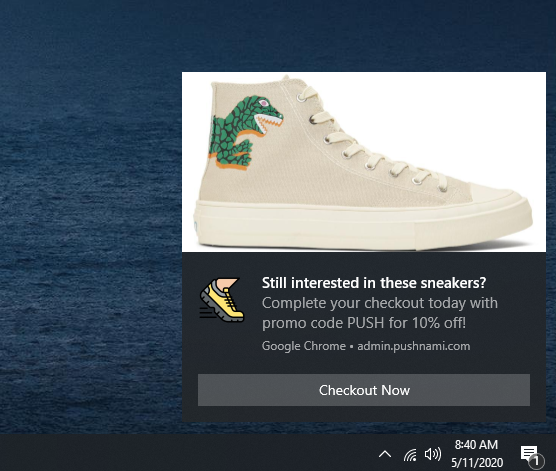 Still interested in these sneakers?
Complete your checkout today with
promo code PUSH for 10% off!
Google Chrome • admin.pushnami.com
Checkout Now
8:40 AM
5/11/2020
1